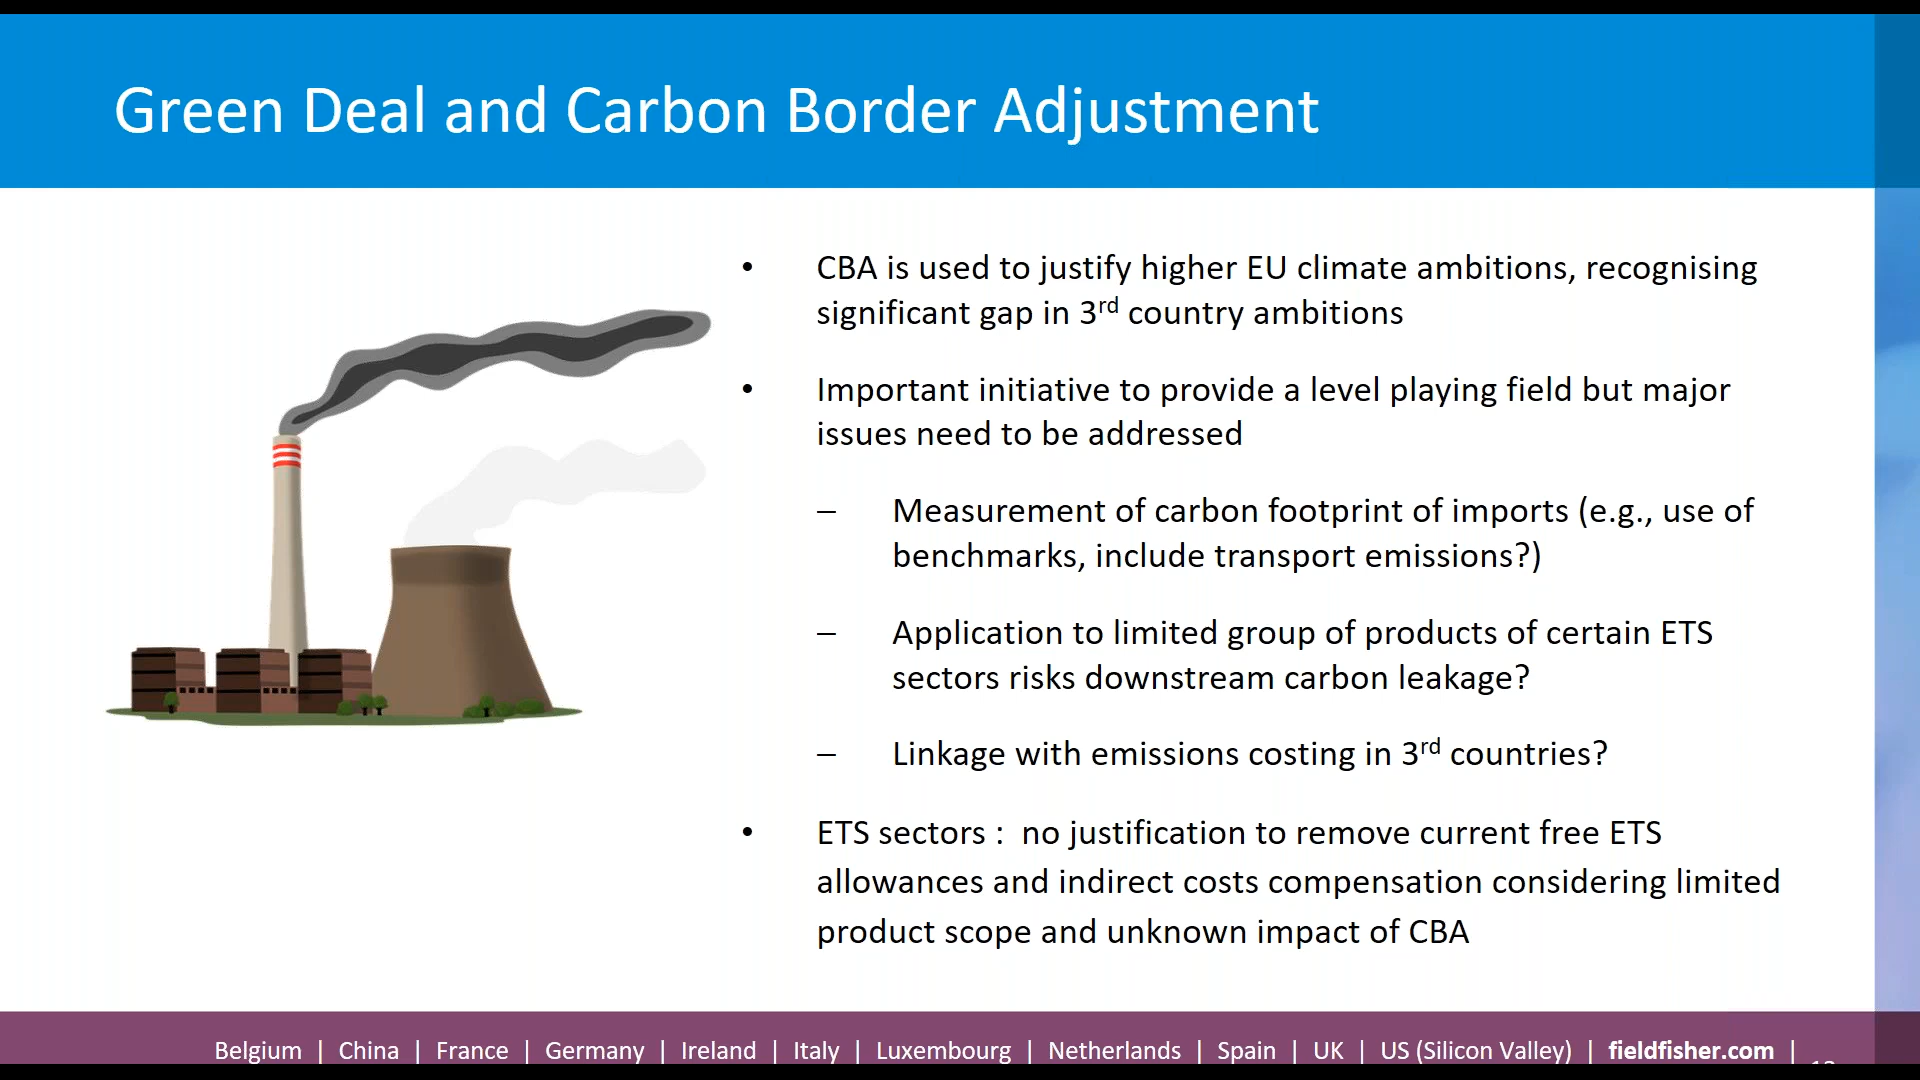 Green Deal and Carbon Border Adjustment
• CBA is used to justify higher EU climate ambitions, recognising
significant gap in 3rd country ambitions
• Important initiative to provide a level playing field but major
issues need to be addressed
– Measurement of carbon footprint of imports (e.g., use of
benchmarks, include transport emissions?)
– Application to limited group of products of certain ETS
sectors risks downstream carbon leakage?
– Linkage with emissions costing in 3rd countries?
• ETS sectors : no justification to remove current free ETS
allowances and indirect costs compensation considering limited
product scope and unknown impact of CBA
Belgium | China | France | Germany | Ireland | Italy | Luxembourg | Netherlands | Spain | UK | US (Silicon Valley) | fieldfisher.com |